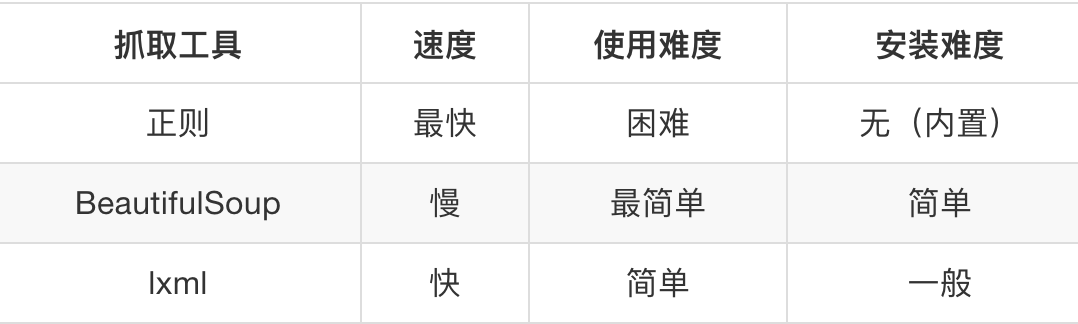 抓取工具 速度 使用难度 安装难度
正则 最快 困难 无（内置）
BeautifulSoup 慢 最简单 简单
lxml 快 简单 一般